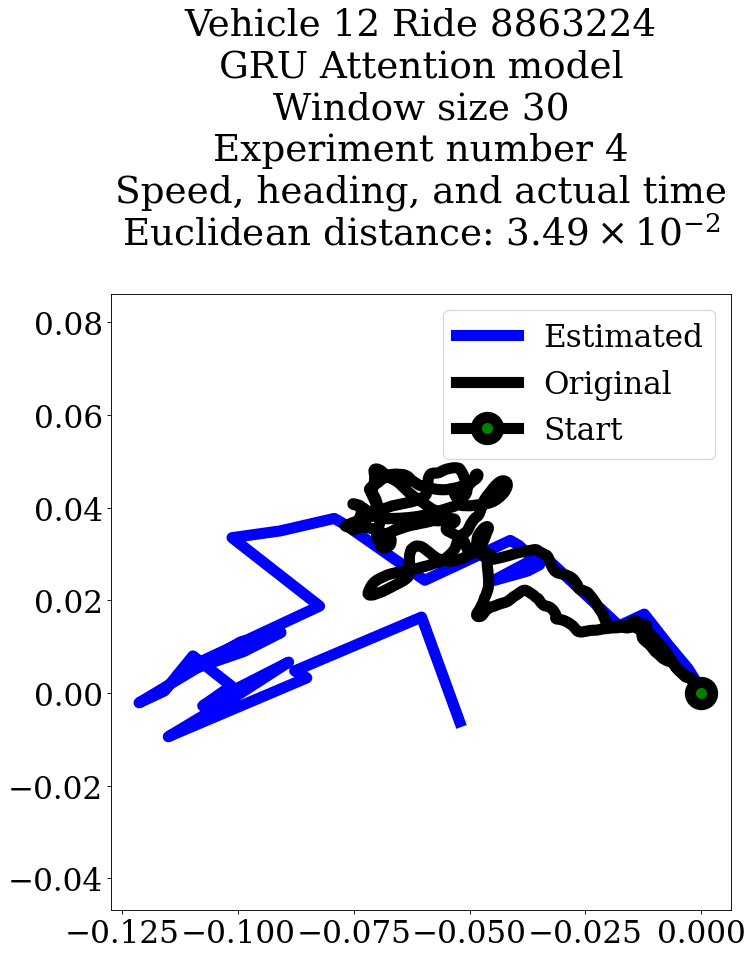 Vehicle 12 Ride 8863224
GRU Attention model
Window size 30
Experiment number 4
Speed, heading, and actual time
Euclidean distance: 3.49 × 10⁻²
Estimated
Original
Start
0.08
0.06
0.04
0.02
0.00
−0.02
−0.04
−0.125 −0.100 −0.075 −0.050 −0.025 0.000